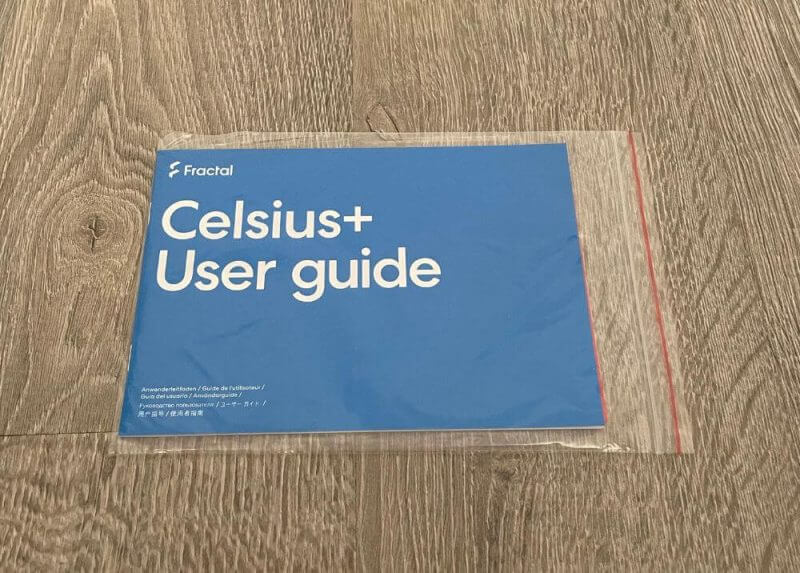 Fractal
Celsius+
User guide
Anwenderleitfaden / Guide de l'utilisateur /
Guia del usuario / Användarguide /
Руководство пользователя / ユーザー ガイド /
用户指导 / 使用者指南